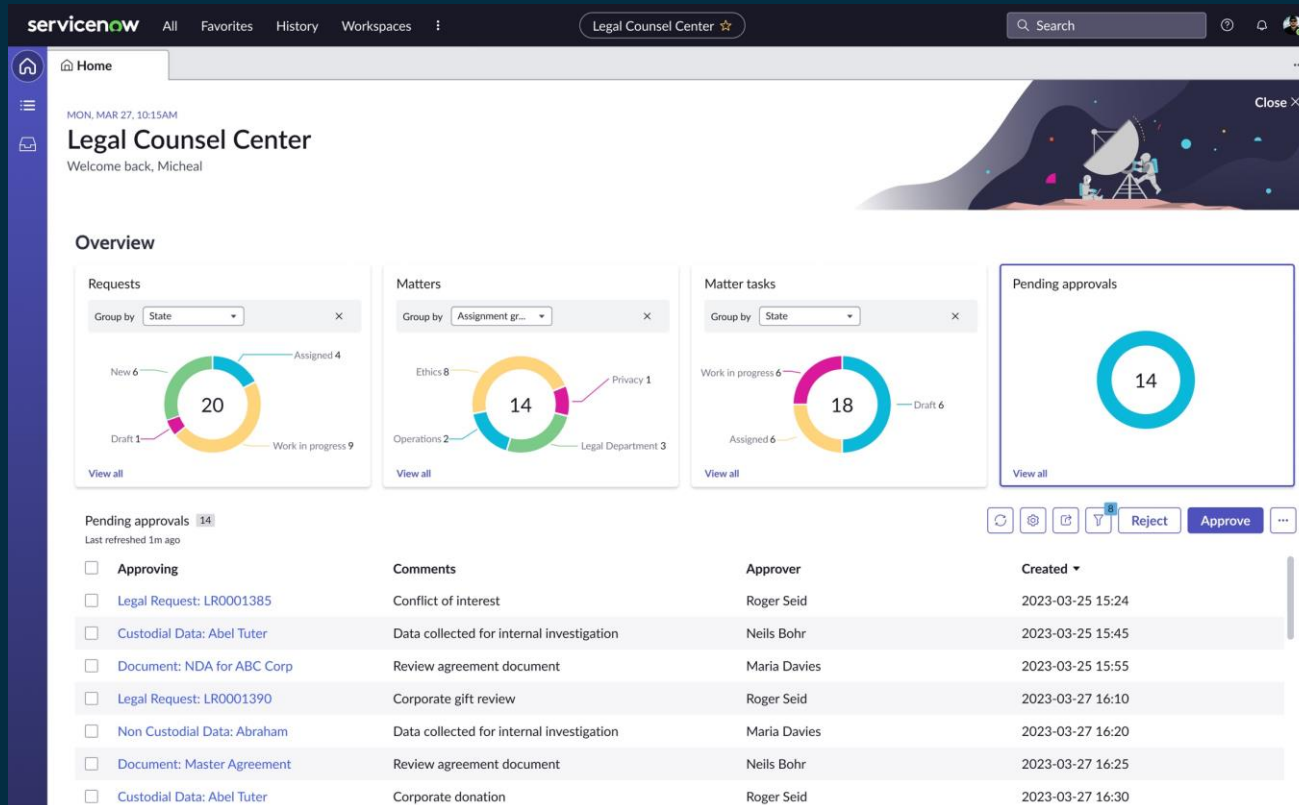 servicenow All Favorites History Workspaces Legal Counsel Center Search
Home
Close
MON, MAR 27, 10:15AM
Legal Counsel Center
Welcome back, Micheal
Overview
Requests
Group by State
New 6
Assigned 4
20
Draft 1
Work in progress 9
View all
Matters
Group by Assignment gr...
Ethics 8
Privacy 1
14
Operations 2
Legal Department 3
View all
Matter tasks
Group by State
Work in progress 6
18
Draft 6
Assigned 6
View all
Pending approvals
14
View all
Pending approvals 14
Last refreshed 1m ago
8
Reject Approve
Approving Comments Approver Created
Legal Request: LR0001385 Conflict of interest Roger Seid 2023-03-25 15:24
Custodial Data: Abel Tuter Data collected for internal investigation Neils Bohr 2023-03-25 15:45
Document: NDA for ABC Corp Review agreement document Maria Davies 2023-03-25 15:55
Legal Request: LR0001390 Corporate gift review Roger Seid 2023-03-27 16:10
Non Custodial Data: Abraham Data collected for internal investigation Maria Davies 2023-03-27 16:20
Document: Master Agreement Review agreement document Neils Bohr 2023-03-27 16:25
Custodial Data: Abel Tuter Corporate donation Roger Seid 2023-03-27 16:30